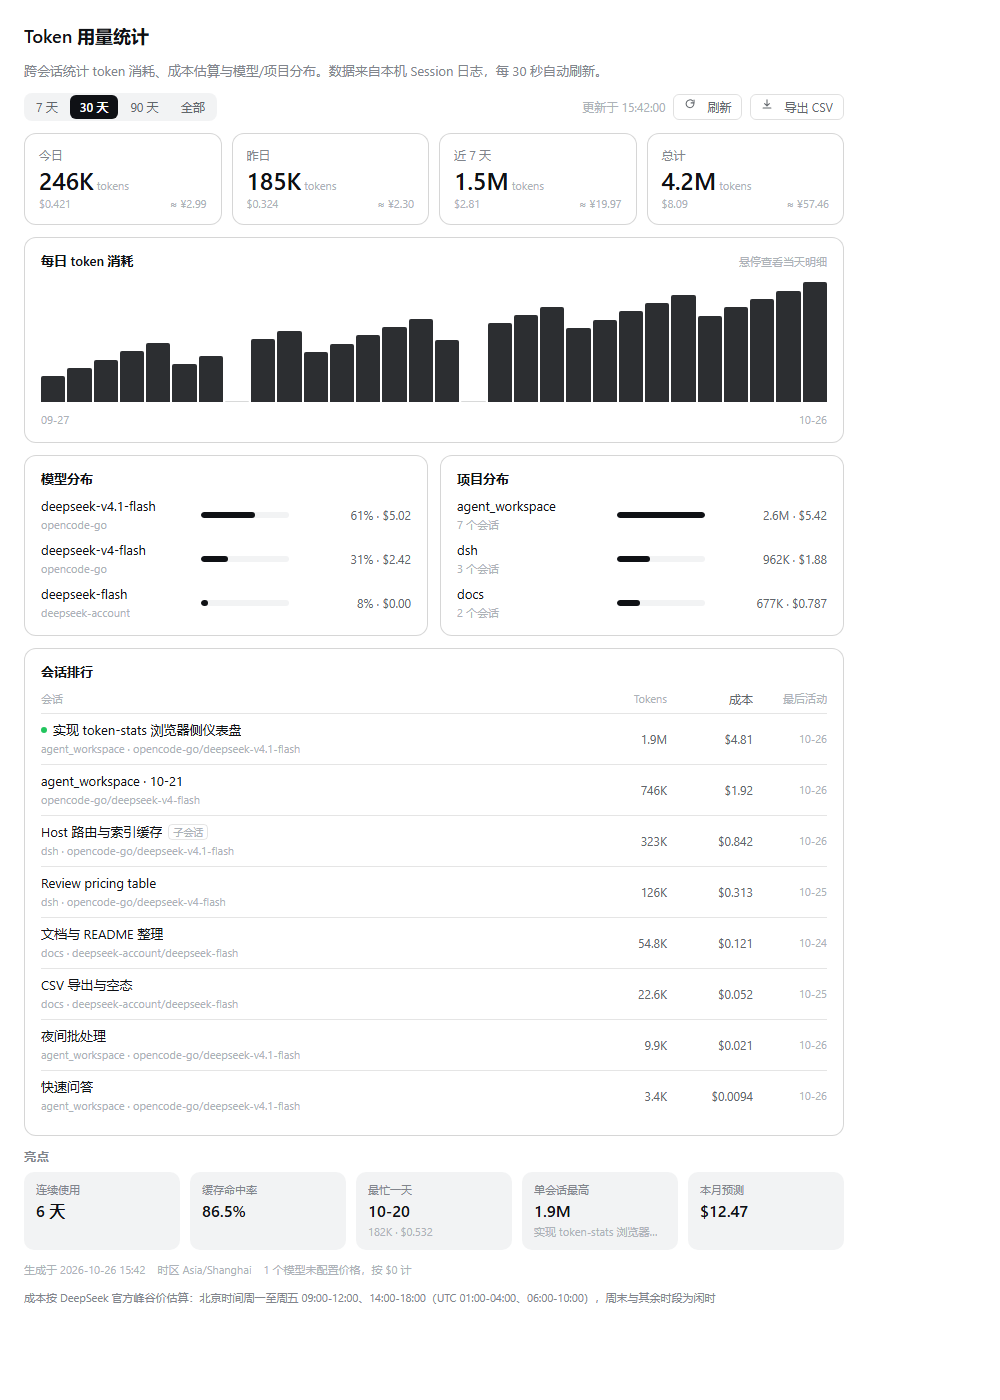 Token 用量统计
跨会话统计 token 消耗、成本估算与模型/项目分布。数据来自本机 Session 日志，每 30 秒自动刷新。
7 天 30 天 90 天 全部 更新于 15:42:00 刷新 导出 CSV
今日 昨日 近 7 天 总计
246K tokens 185K tokens 1.5M tokens 4.2M tokens
$0.421 ≈ ¥2.99 $0.324 ≈ ¥2.30 $2.81 ≈ ¥19.97 $8.09 ≈ ¥57.46
每日 token 消耗 悬停查看当天明细
09-27 10-26
模型分布
deepseek-v4.1-flash
opencode-go
61% · $5.02
deepseek-v4-flash
opencode-go
31% · $2.42
deepseek-flash
deepseek-account
8% · $0.00
项目分布
agent_workspace
7 个会话
2.6M · $5.42
dsh
3 个会话
962K · $1.88
docs
2 个会话
677K · $0.787
会话排行
会话 Tokens 成本 最后活动
实现 token-stats 浏览器侧仪表盘
agent_workspace · opencode-go/deepseek-v4.1-flash
1.9M $4.81 10-26
agent_workspace · 10-21
opencode-go/deepseek-v4-flash
746K $1.92 10-26
Host 路由与索引缓存 子会话
dsh · opencode-go/deepseek-v4.1-flash
323K $0.842 10-26
Review pricing table
dsh · opencode-go/deepseek-v4-flash
126K $0.313 10-25
文档与 README 整理
docs · deepseek-account/deepseek-flash
54.8K $0.121 10-24
CSV 导出与空态
docs · deepseek-account/deepseek-flash
22.6K $0.052 10-25
夜间批处理
agent_workspace · opencode-go/deepseek-v4.1-flash
9.9K $0.021 10-26
快速问答
agent_workspace · opencode-go/deepseek-v4.1-flash
3.4K $0.0094 10-26
亮点
连续使用
6 天
缓存命中率
86.5%
最忙一天
10-20
182K · $0.532
单会话最高
1.9M
实现 token-stats 浏览器...
本月预测
$12.47
生成于 2026-10-26 15:42 时区 Asia/Shanghai 1 个模型未配置价格，按 $0 计
成本按 DeepSeek 官方峰谷价估算：北京时间周一至周五 09:00-12:00、14:00-18:00（UTC 01:00-04:00、06:00-10:00），周末与其余时段为闲时